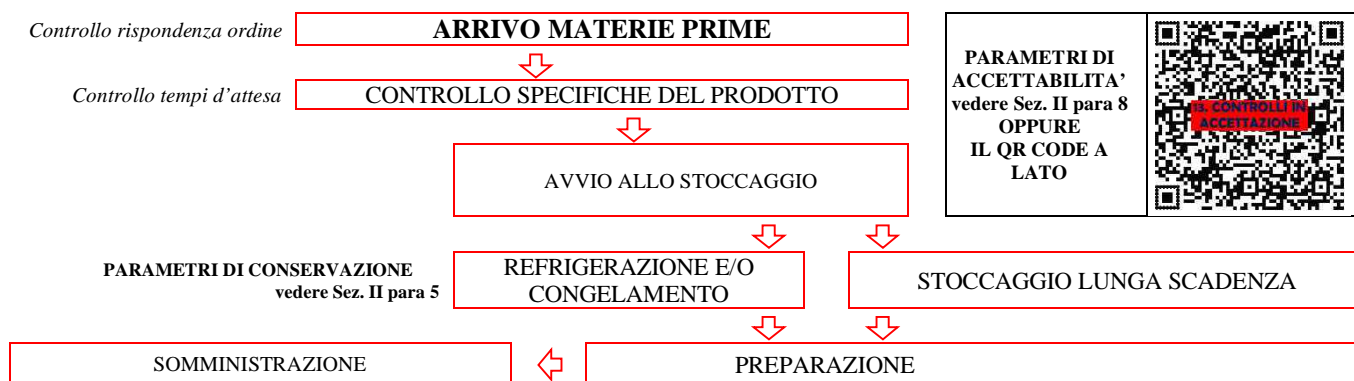 Controllo rispondenza ordine
ARRIVO MATERIE PRIME
Controllo tempi d'attesa
CONTROLLO SPECIFICHE DEL PRODOTTO
AVVIO ALLO STOCCAGGIO
PARAMETRI DI
ACCETTABILITA'
vedere Sez. II para 8
OPPURE
IL QR CODE A
LATO
13. CONTROLLI IN
ACCETTAZIONE
PARAMETRI DI CONSERVAZIONE
vedere Sez. II para 5
REFRIGERAZIONE E/O
CONGELAMENTO
STOCCAGGIO LUNGA SCADENZA
SOMMINISTRAZIONE
PREPARAZIONE